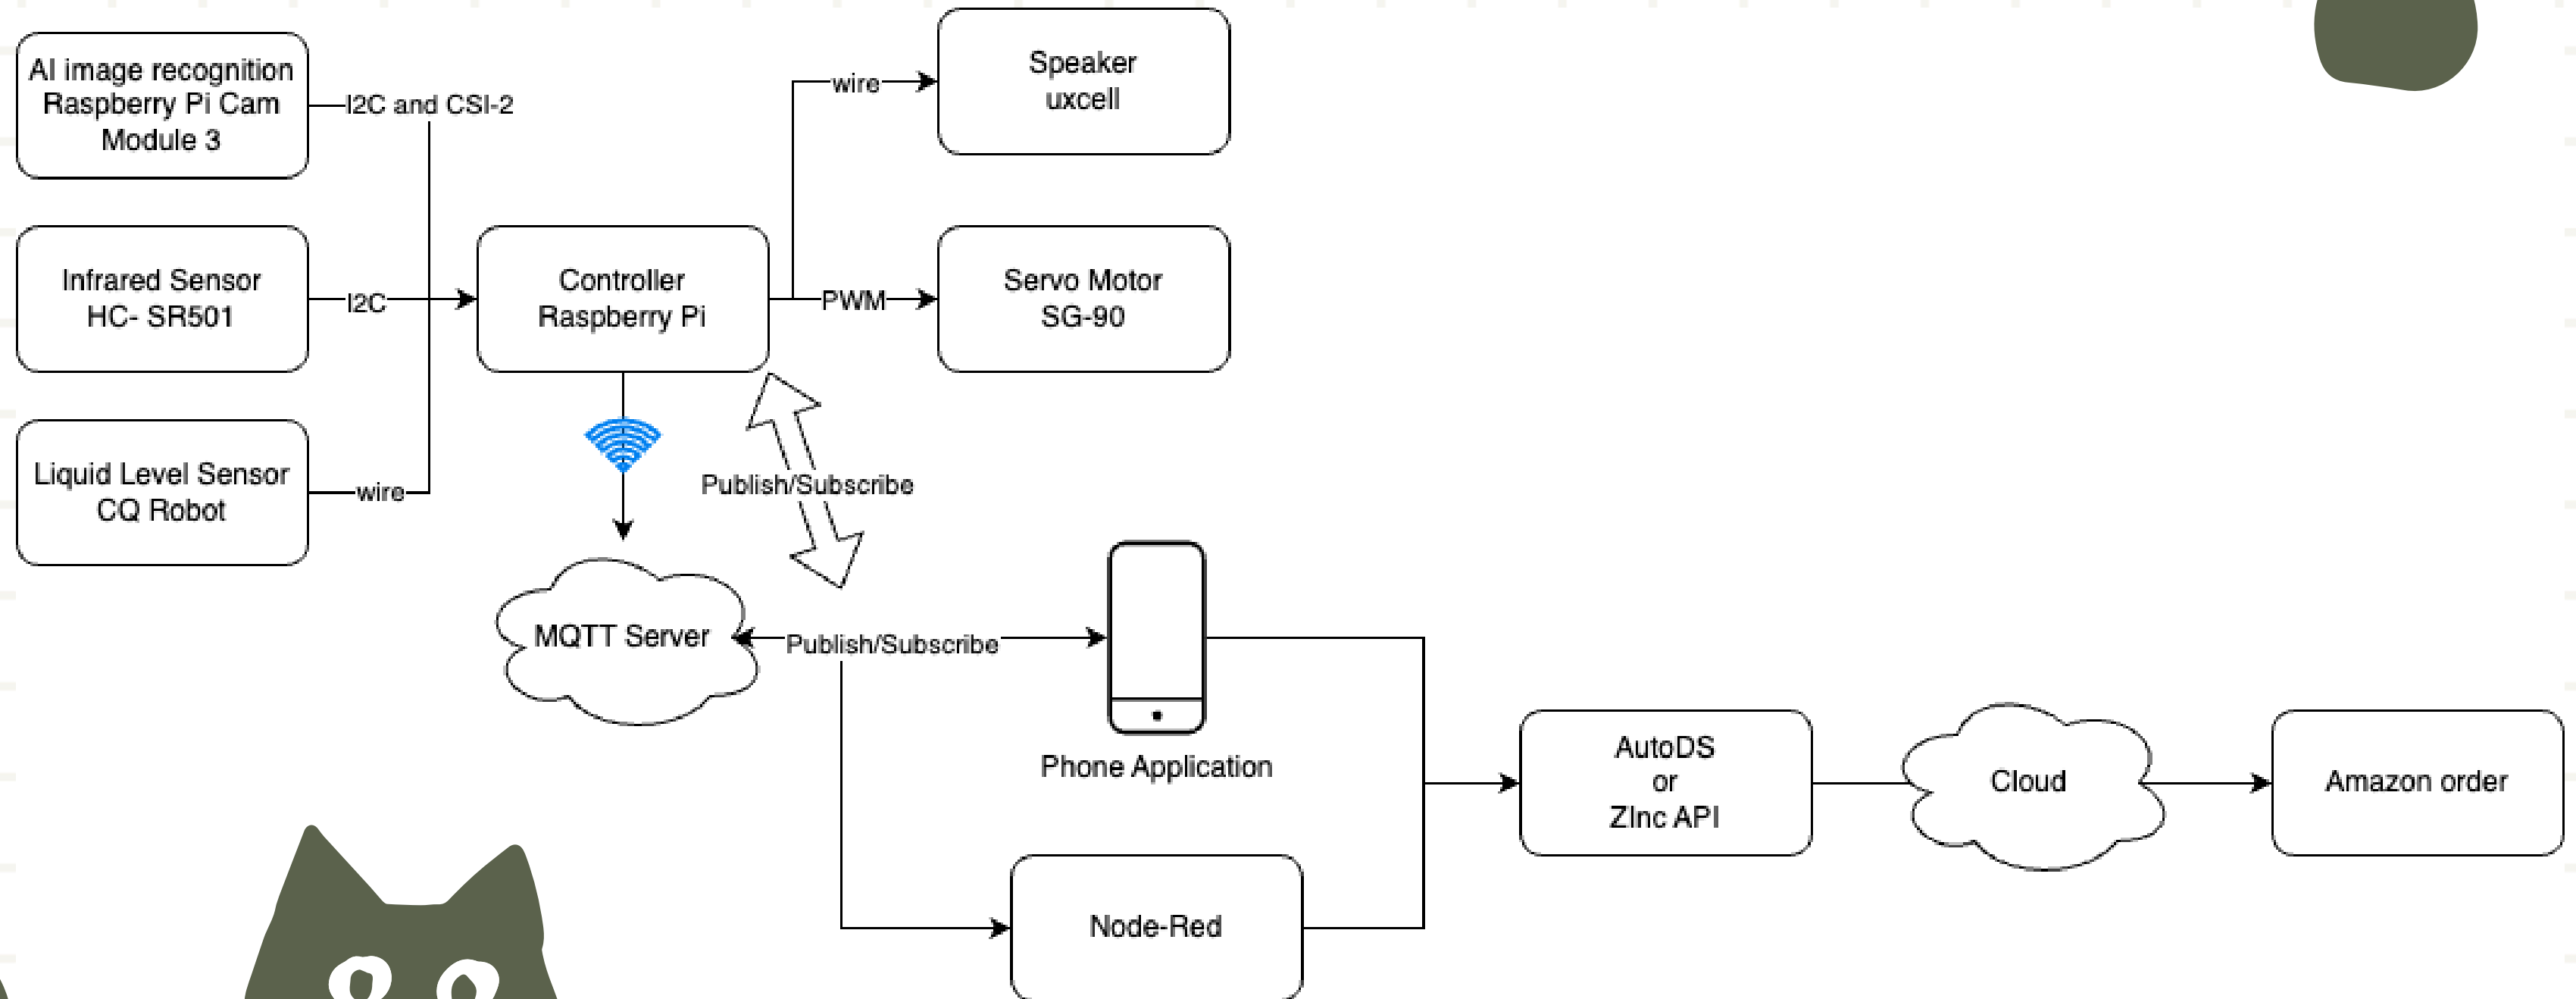 AI image recognition
Raspberry Pi Cam
Module 3
I2C and CSI-2
wire
Speaker
uxcell
Infrared Sensor
HC- SR501
I2C
Controller
Raspberry Pi
PWM
Servo Motor
SG-90
Liquid Level Sensor
CQ Robot
wire
Publish/Subscribe
MQTT Server
Publish/Subscribe
Phone Application
AutoDS
or
ZInc API
Cloud
Amazon order
Node-Red